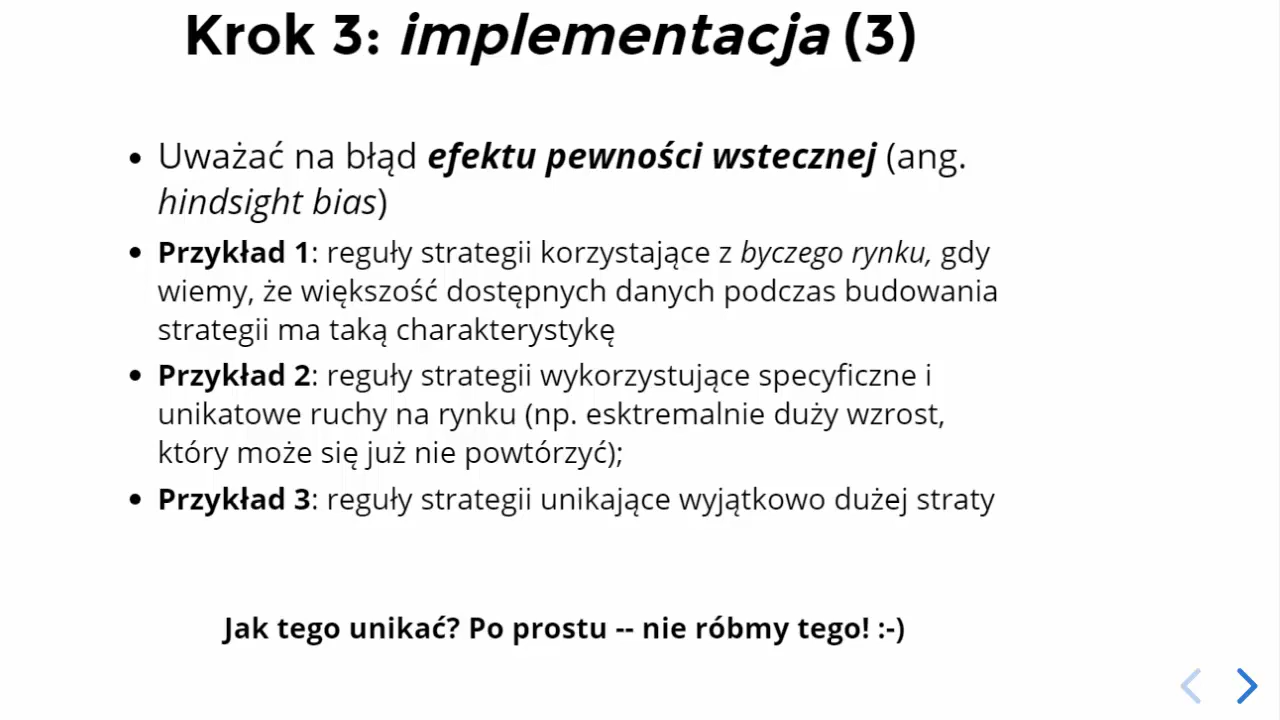 Krok 3: implementacja (3)
• Uważać na błąd efektu pewności wstecznej (ang.
hindsight bias)
• Przykład 1: reguły strategii korzystające z byczego rynku, gdy
wiemy, że większość dostępnych danych podczas budowania
strategii ma taką charakterystykę
• Przykład 2: reguły strategii wykorzystujące specyficzne i
unikatowe ruchy na rynku (np. esktremalnie duży wzrost,
który może się już nie powtórzyć);
• Przykład 3: reguły strategii unikające wyjątkowo dużej straty
Jak tego unikać? Po prostu -- nie róbmy tego! :-)